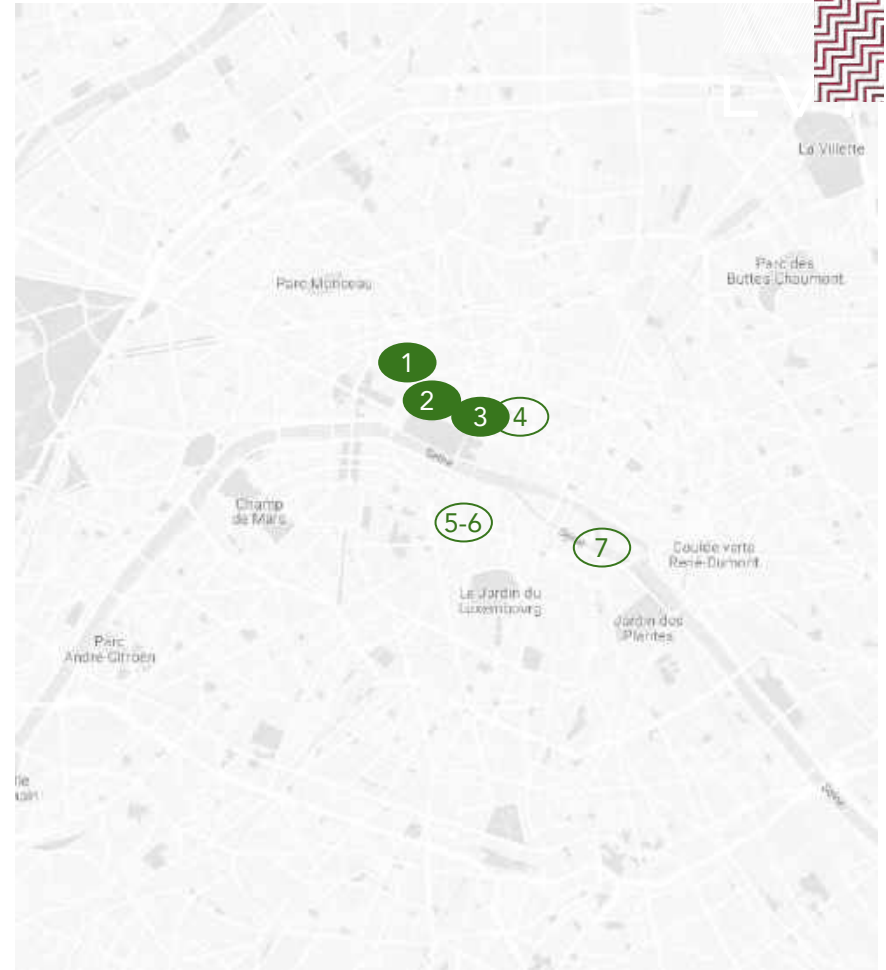 La Villette
Parc des
Buttes-Chaumont
Parc Monceau
1
2
3
4
Seine
Champ
de Mars
5-6
7
Coulée verte
René-Dumont
Le Jardin du
Luxembourg
Jardin des
Plantes
Parc
André-Citroën
Seine